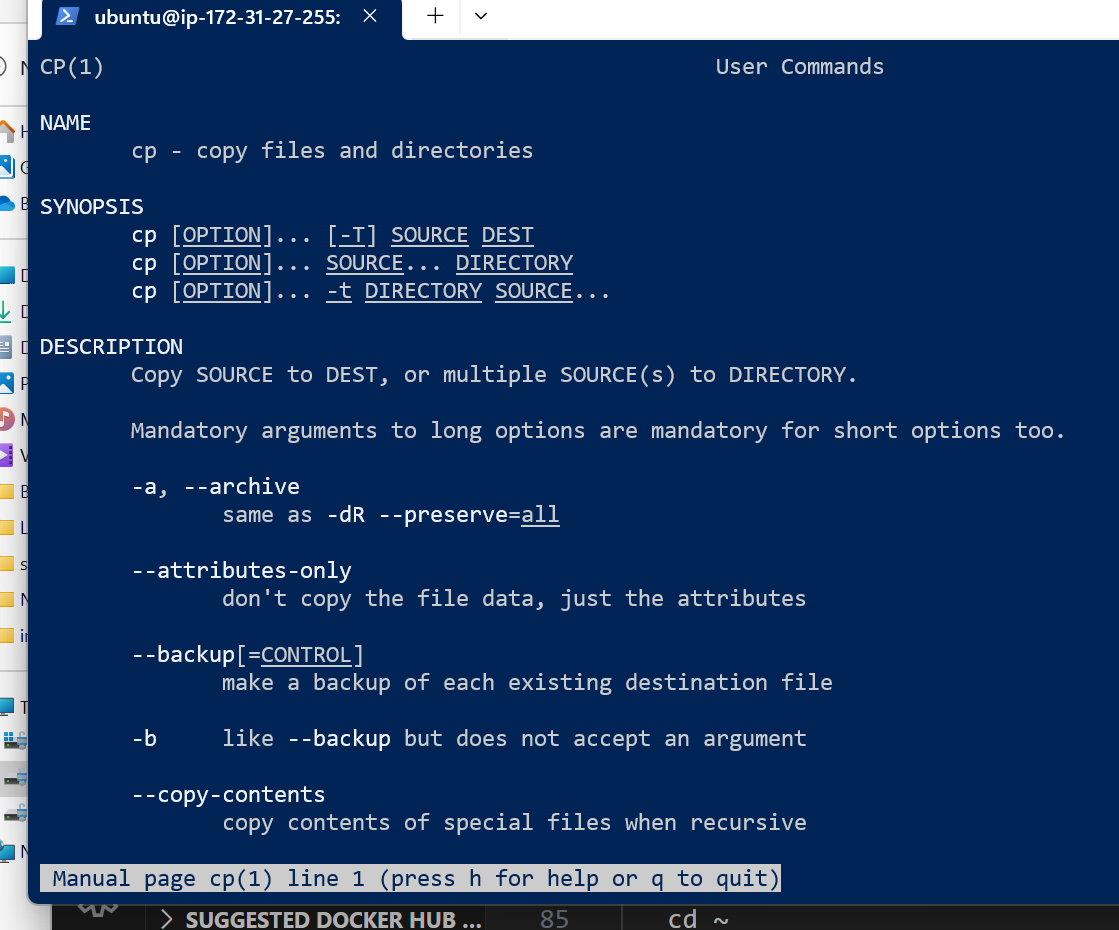 ubuntu@ip-172-31-27-255:
CP(1) User Commands
NAME
cp - copy files and directories
SYNOPSIS
cp [OPTION]... [-T] SOURCE DEST
cp [OPTION]... SOURCE... DIRECTORY
cp [OPTION]... -t DIRECTORY SOURCE...
DESCRIPTION
Copy SOURCE to DEST, or multiple SOURCE(s) to DIRECTORY.
Mandatory arguments to long options are mandatory for short options too.
-a, --archive
same as -dR --preserve=all
--attributes-only
don't copy the file data, just the attributes
--backup[=CONTROL]
make a backup of each existing destination file
-b like --backup but does not accept an argument
--copy-contents
copy contents of special files when recursive
Manual page cp(1) line 1 (press h for help or q to quit)
SUGGESTED DOCKER HUB ... 85 cd ~